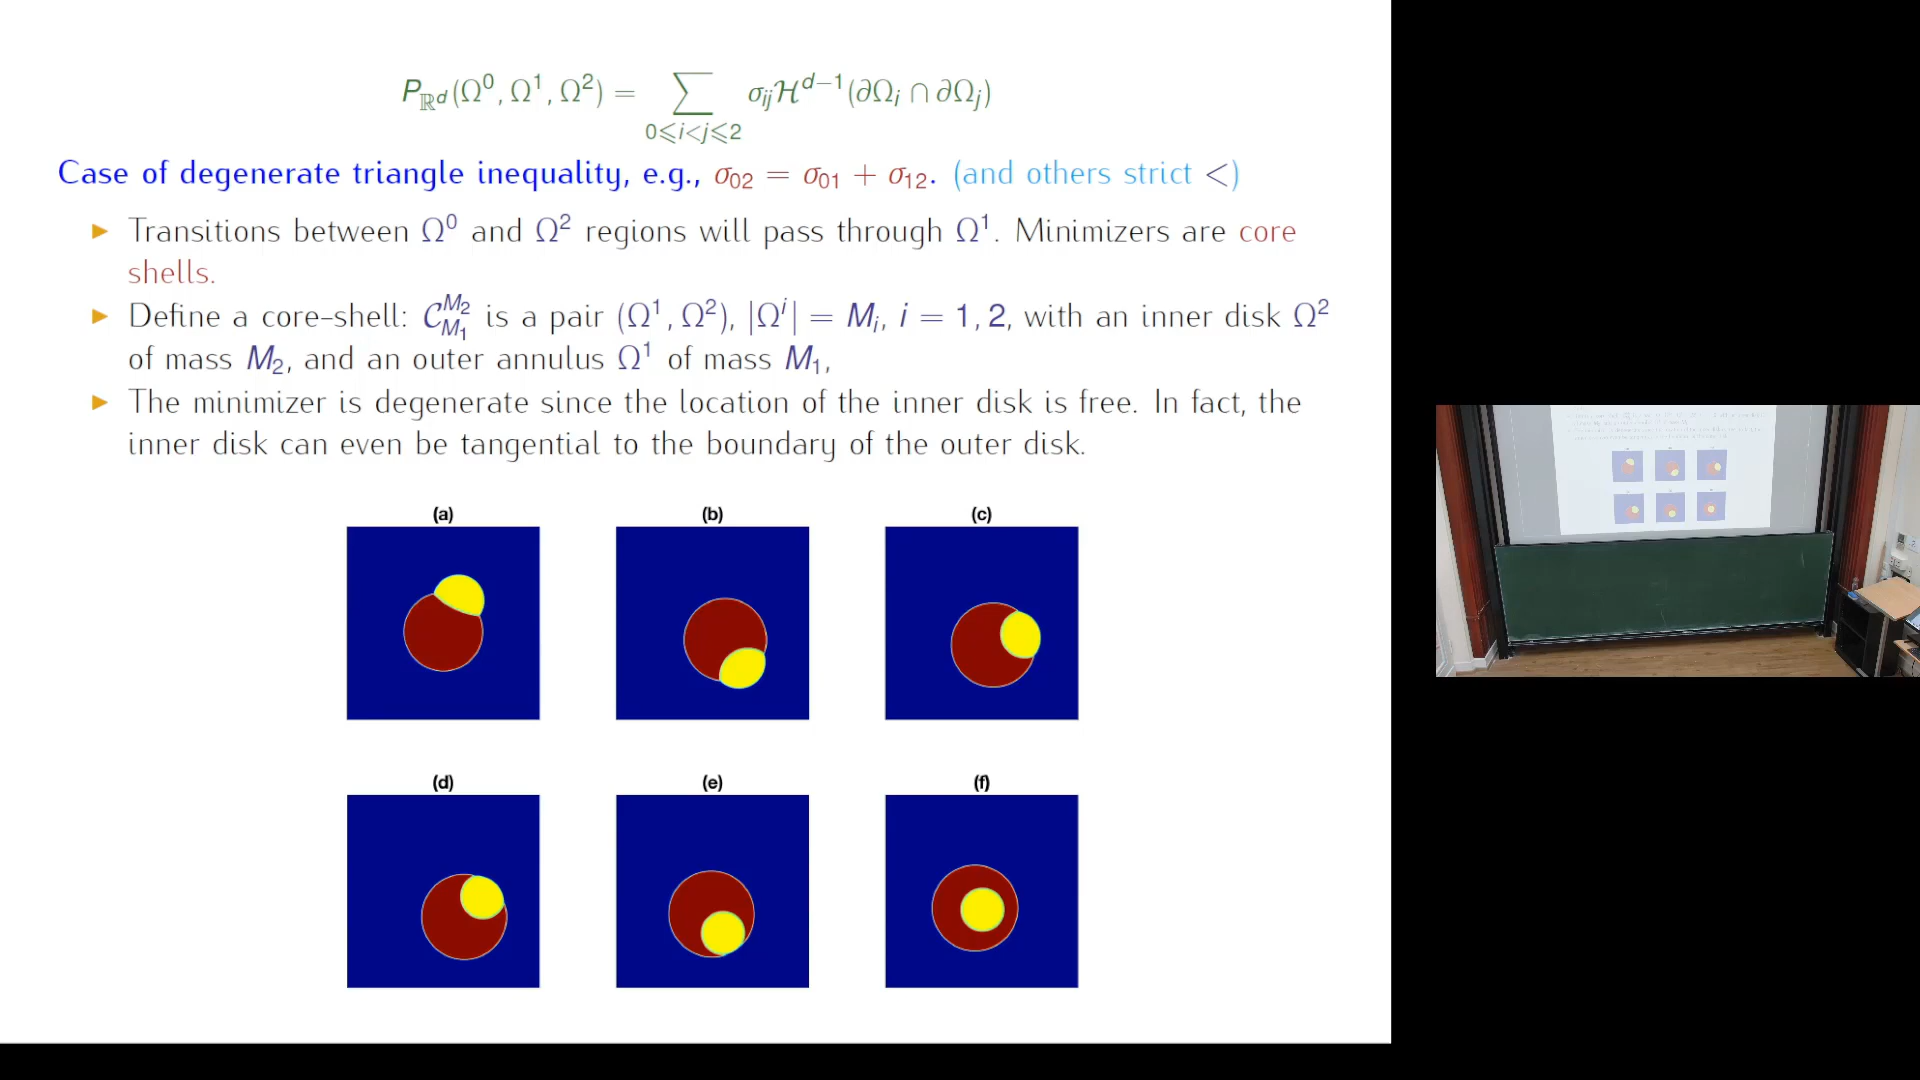 P_{ℝ^d}(Ω⁰, Ω¹, Ω²) = ∑_{0⩽i<j⩽2} σ_{ij} ℋ^{d−1}(∂Ω_i ∩ ∂Ω_j)
Case of degenerate triangle inequality, e.g., σ₀₂ = σ₀₁ + σ₁₂. (and others strict <)
▶ Transitions between Ω⁰ and Ω² regions will pass through Ω¹. Minimizers are core
shells.
▶ Define a core-shell: 𝒞_{M₁}^{M₂} is a pair (Ω¹, Ω²), |Ωⁱ| = M_i, i = 1, 2, with an inner disk Ω²
of mass M₂, and an outer annulus Ω¹ of mass M₁,
▶ The minimizer is degenerate since the location of the inner disk is free. In fact, the
inner disk can even be tangential to the boundary of the outer disk.
(a) (b) (c)
(d) (e) (f)